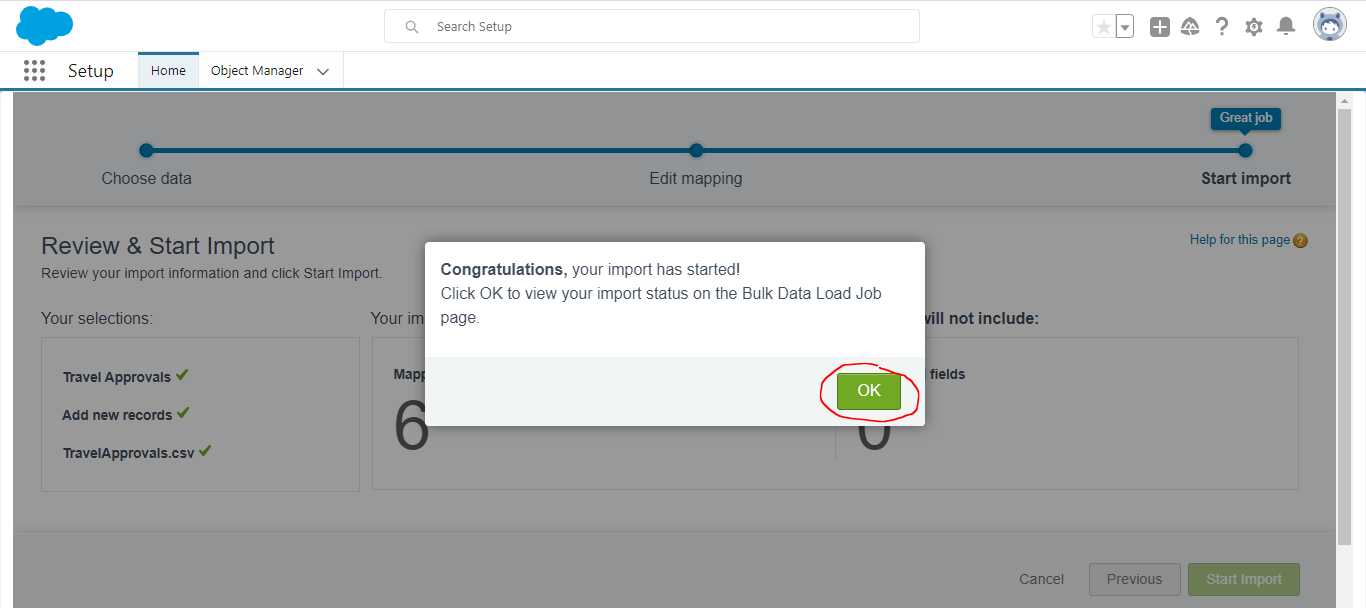 Search Setup
Setup
Home
Object Manager
Great job
Choose data
Edit mapping
Start import
Review & Start Import
Help for this page
Review your import information and click Start Import.
Congratulations, your import has started!
Click OK to view your import status on the Bulk Data Load Job
page.
OK
Your selections:
Your im
will not include:
Travel Approvals
Add new records
TravelApprovals.csv
Mapp
fields
6
0
Cancel
Previous
Start Import